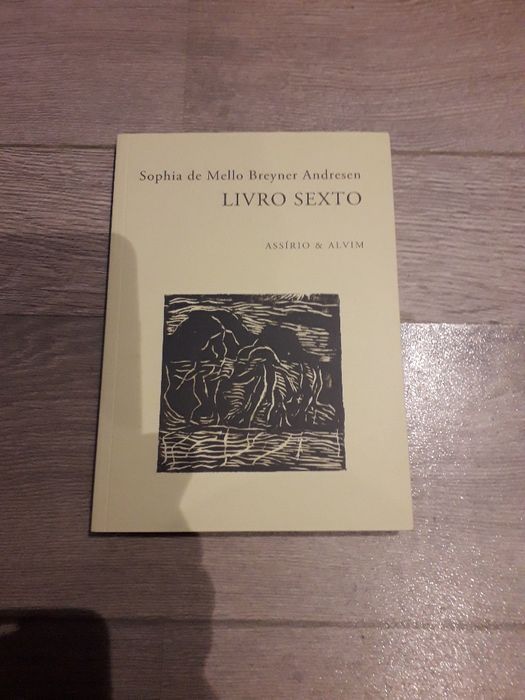 Sophia de Mello Breyner Andresen
LIVRO SEXTO
ASSÍRIO & ALVIM